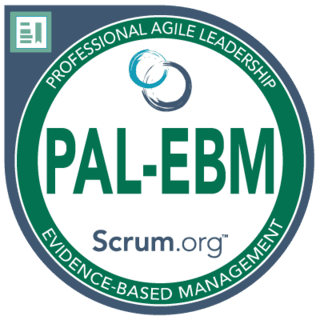 PROFESSIONAL AGILE LEADERSHIP
PAL-EBM
Scrum.org™
EVIDENCE-BASED MANAGEMENT